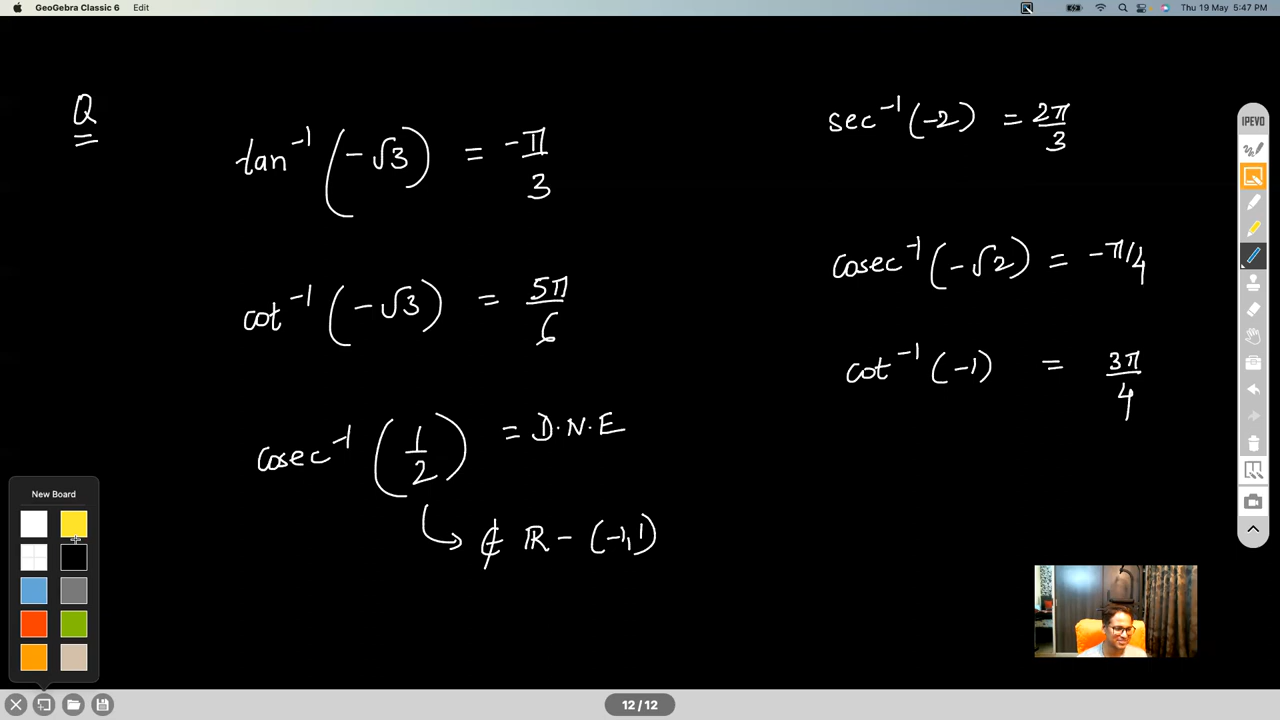 GeoGebra Classic 6 Edit
Thu 19 May 5:47 PM
Q
tan⁻¹ (-√3) = -π/3
cot⁻¹ (-√3) = 5π/6
cosec⁻¹ (1/2) = D.N.E
∉ ℝ - (-1,1)
sec⁻¹ (-2) = 2π/3
cosec⁻¹ (-√2) = -π/4
cot⁻¹ (-1) = 3π/4
IPEVO
New Board
12 / 12